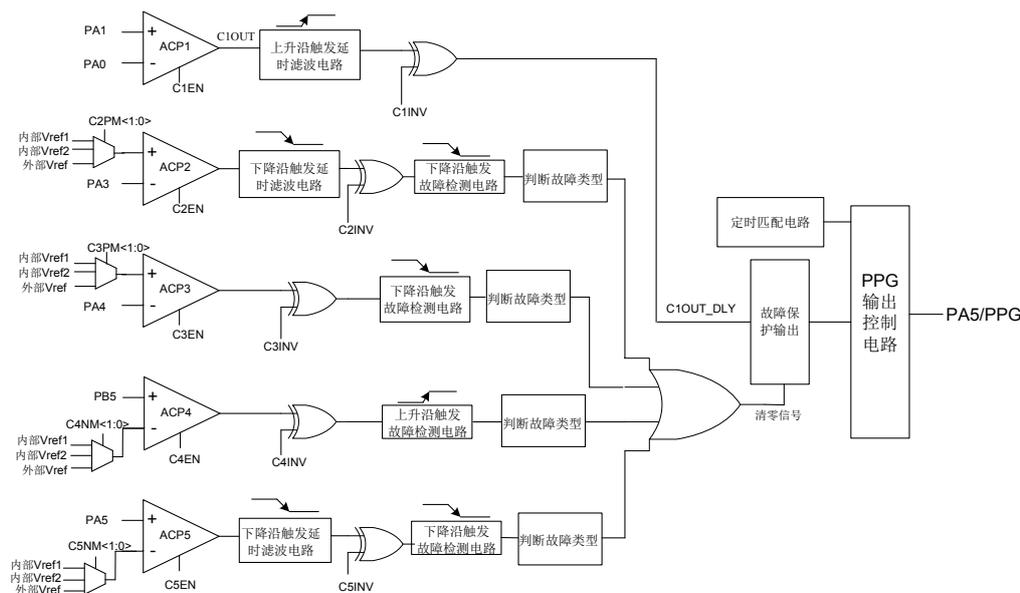 PA1
+
ACP1
C1OUT
上升沿触发延
时滤波电路
PA0
-
C1EN
C1INV
C2PM<1:0>
内部Vref1
内部Vref2
外部Vref
+
ACP2
PA3
-
C2EN
下降沿触发延
时滤波电路
C2INV
下降沿触发
故障检测电路
判断故障类型
C3PM<1:0>
内部Vref1
内部Vref2
外部Vref
+
ACP3
PA4
-
C3EN
C3INV
下降沿触发
故障检测电路
判断故障类型
PB5
+
ACP4
C4NM<1:0>
内部Vref1
内部Vref2
外部Vref
-
C4EN
C4INV
上升沿触发
故障检测电路
判断故障类型
PA5
+
ACP5
C5NM<1:0>
内部Vref1
内部Vref2
外部Vref
-
C5EN
下降沿触发延
时滤波电路
C5INV
下降沿触发
故障检测电路
判断故障类型
定时匹配电路
C1OUT_DLY
故障保
护输出
清零信号
PPG
输出
控制
电路
PA5/PPG